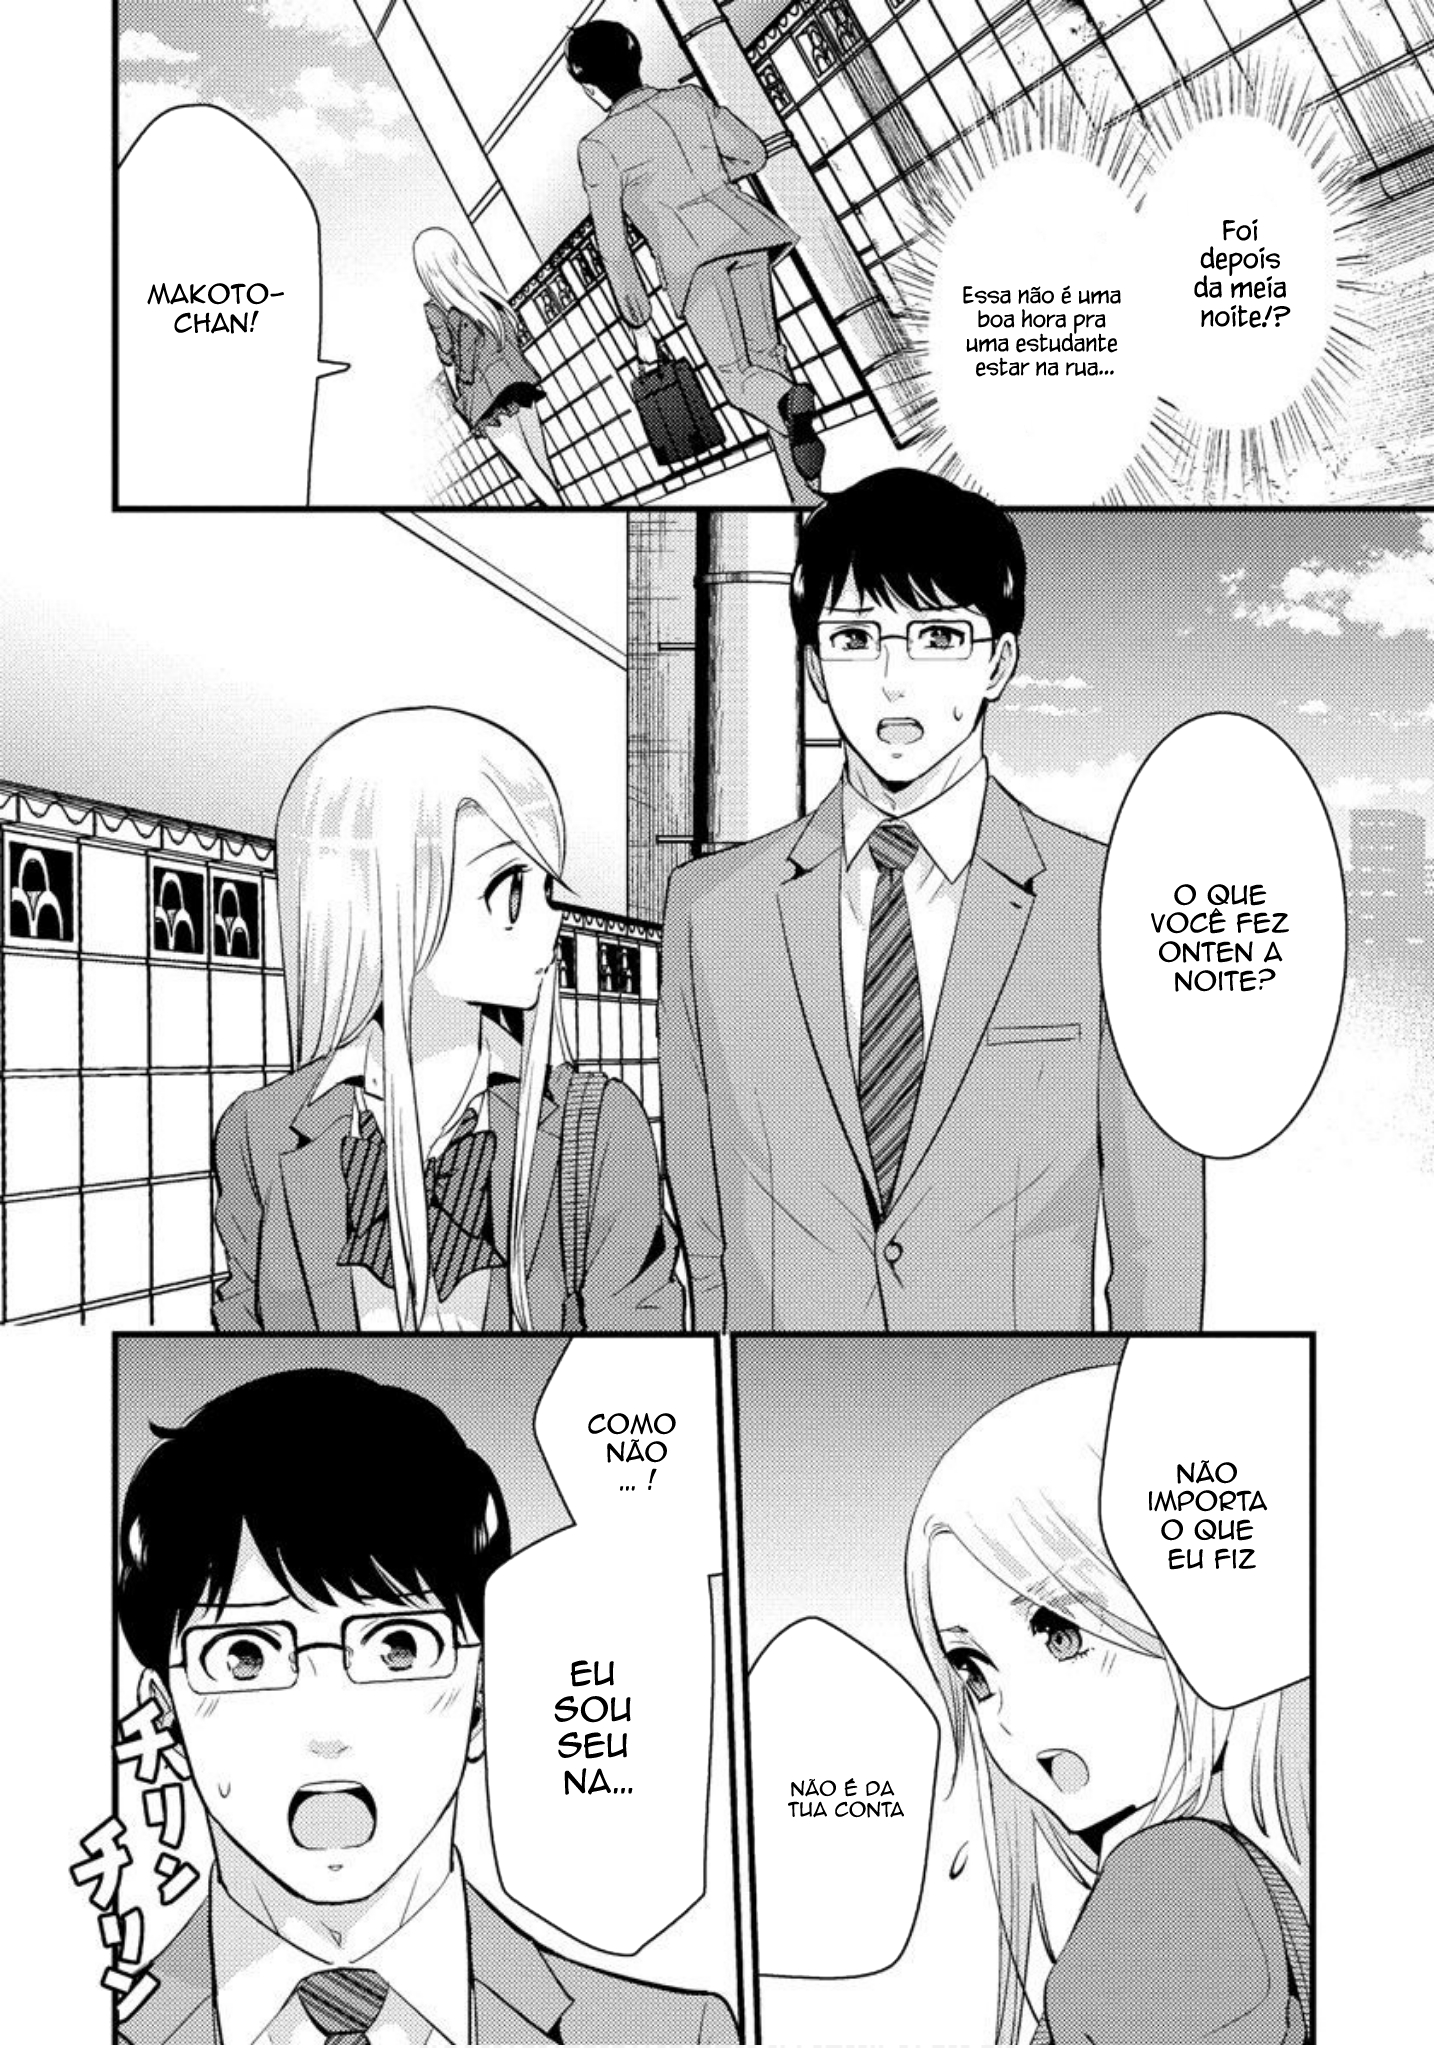 Foi
depois
da meia
noite!?
Essa não é uma
boa hora pra
uma estudante
estar na rua...
MAKOTO-
CHAN!
O QUE
VOCÊ FEZ
ONTEN A
NOITE?
NÃO
IMPORTA
O QUE
EU FIZ
NÃO É DA
TUA CONTA
COMO
NÃO
... !
EU
SOU
SEU
NA...
チリン
チリン